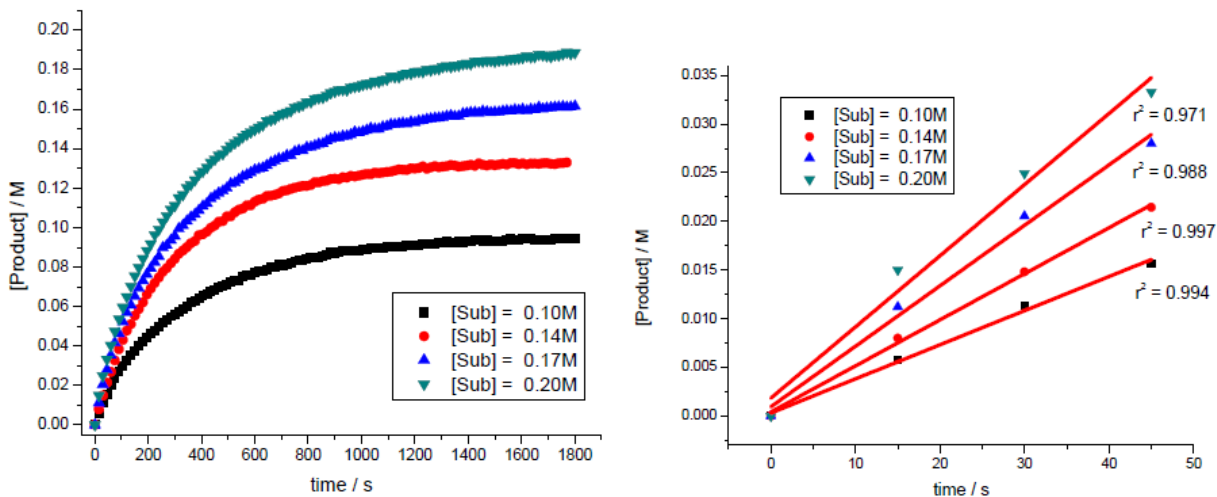 0.20
0.18
0.16
0.14
0.12
0.10
0.08
0.06
0.04
0.02
0.00
[Product] / M
[Sub] = 0.10M
[Sub] = 0.14M
[Sub] = 0.17M
[Sub] = 0.20M
0 200 400 600 800 1000 1200 1400 1600 1800
time / s
0.035
0.030
0.025
0.020
0.015
0.010
0.005
0.000
[Product] / M
[Sub] = 0.10M
[Sub] = 0.14M
[Sub] = 0.17M
[Sub] = 0.20M
r² = 0.971
r² = 0.988
r² = 0.997
r² = 0.994
0 10 20 30 40 50
time / s